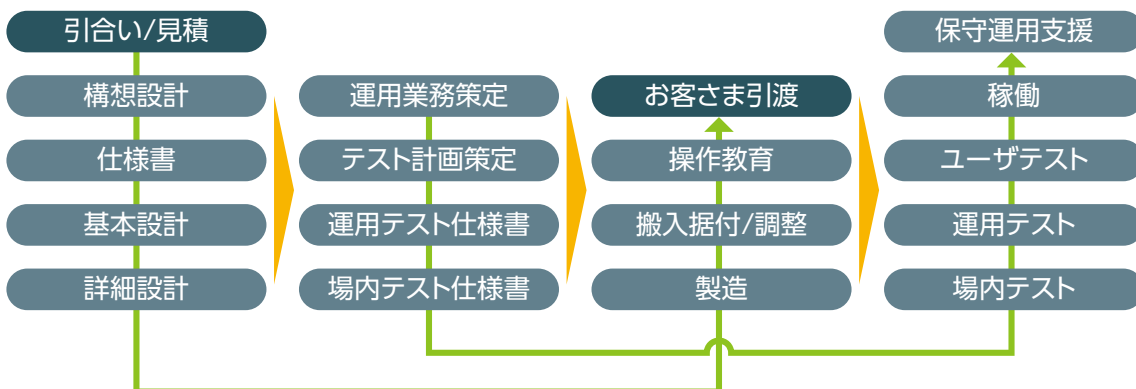 引合い/見積
構想設計
仕様書
基本設計
詳細設計
運用業務策定
テスト計画策定
運用テスト仕様書
場内テスト仕様書
お客さま引渡
操作教育
搬入据付/調整
製造
保守運用支援
稼働
ユーザテスト
運用テスト
場内テスト